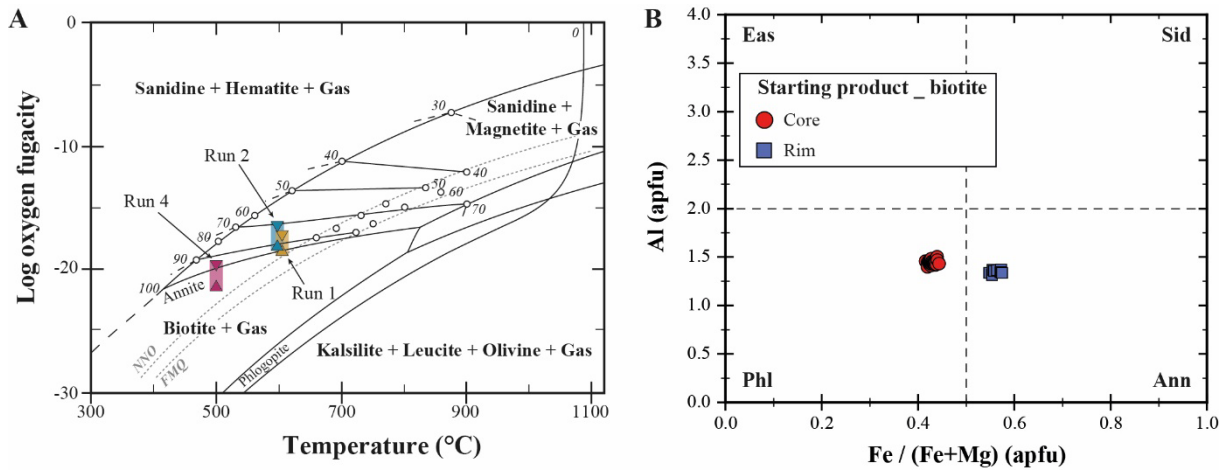 A
Log oxygen fugacity
0
-10
-20
-30
300
500
700
900
1100
Temperature (°C)
Sanidine + Hematite + Gas
Sanidine +
Magnetite + Gas
0
30
40
40
50
50
60
60
70
70
80
90
100
Run 2
Run 4
Run 1
Annite
Biotite + Gas
NNO
FMQ
Phlogopite
Kalsilite + Leucite + Olivine + Gas
B
Al (apfu)
4.0
3.5
3.0
2.5
2.0
1.5
1.0
0.5
0.0
0.0
0.2
0.4
0.6
0.8
1.0
Fe / (Fe+Mg) (apfu)
Eas
Sid
Starting product _ biotite
Core
Rim
Phl
Ann